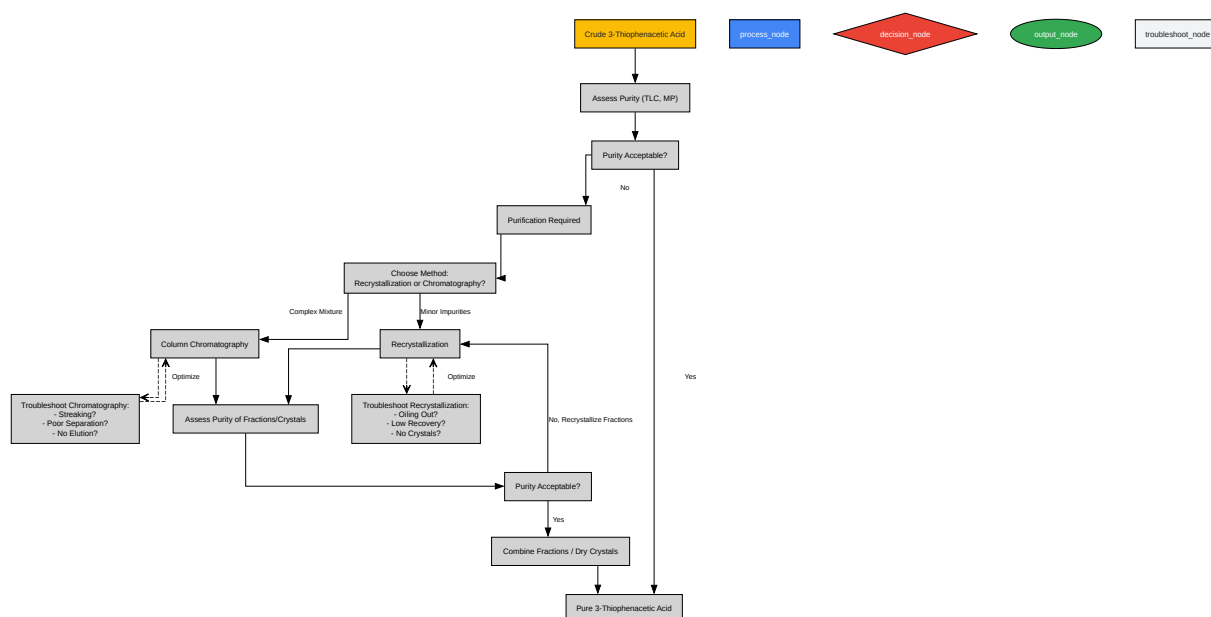 Crude 3-Thiophenacetic Acid
process_node
decision_node
output_node
troubleshoot_node
Assess Purity (TLC, MP)
Purity Acceptable?
No
Purification Required
Choose Method:
Recrystallization or Chromatography?
Complex Mixture
Minor Impurities
Column Chromatography
Recrystallization
Optimize
Optimize
Yes
Troubleshoot Chromatography:
- Streaking?
- Poor Separation?
- No Elution?
Assess Purity of Fractions/Crystals
Troubleshoot Recrystallization:
- Oiling Out?
- Low Recovery?
- No Crystals?
No, Recrystallize Fractions
Purity Acceptable?
Yes
Combine Fractions / Dry Crystals
Pure 3-Thiophenacetic Acid